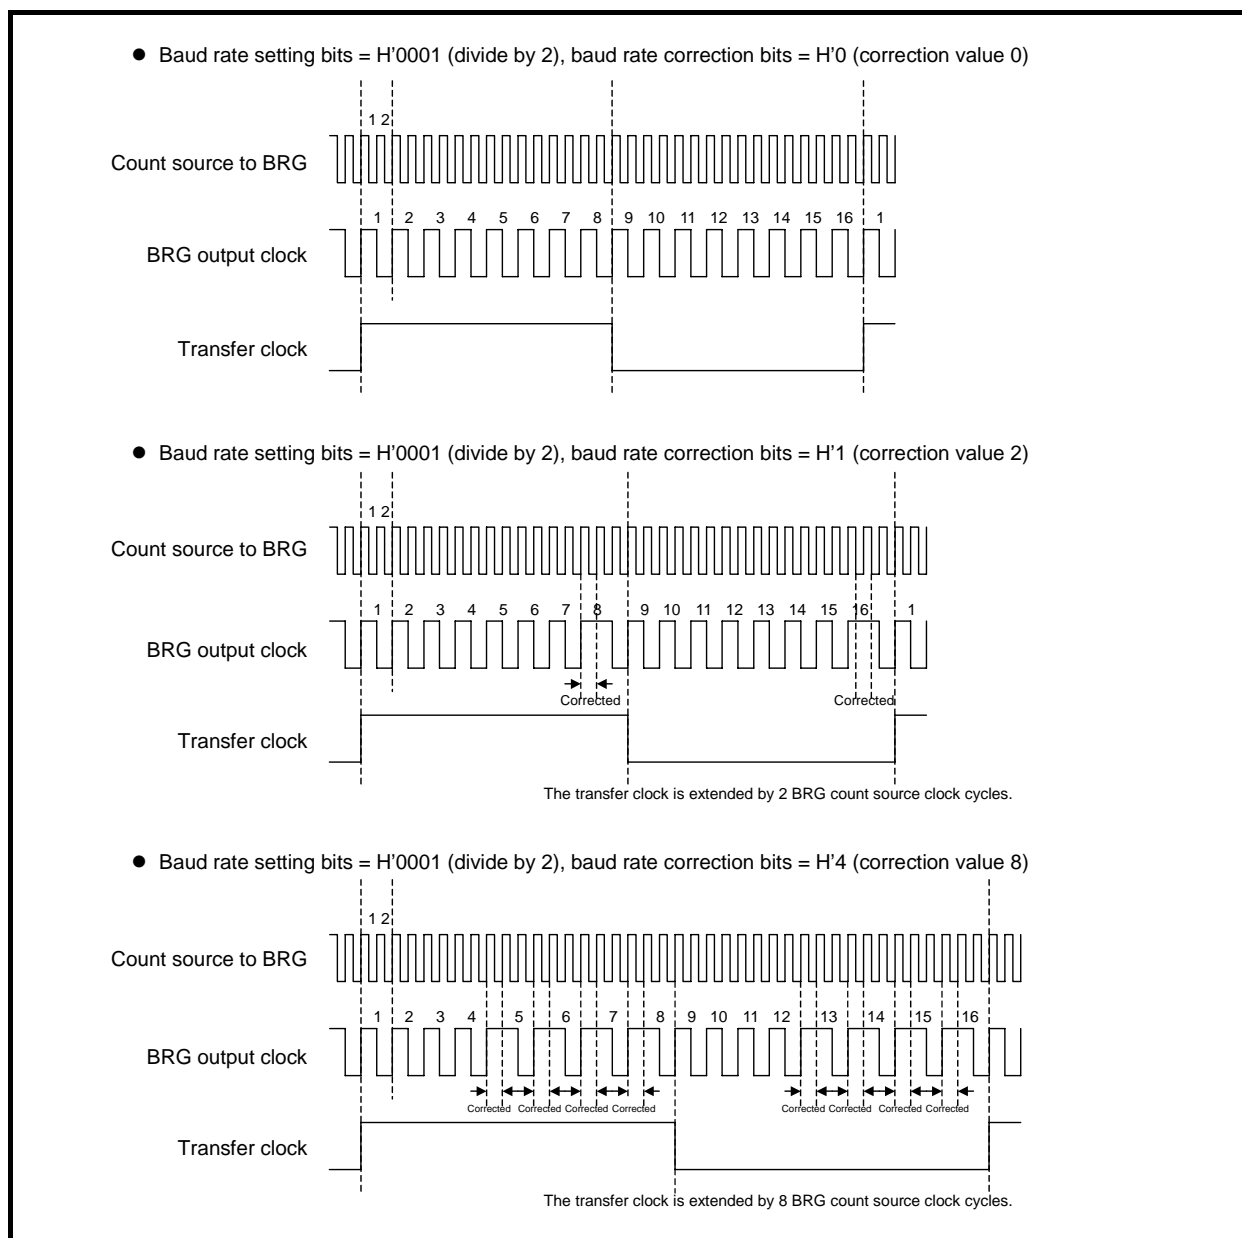 ● Baud rate setting bits = H'0001 (divide by 2), baud rate correction bits = H'0 (correction value 0)
1 2
Count source to BRG
1 2 3 4 5 6 7 8 9 10 11 12 13 14 15 16 1
BRG output clock
Transfer clock
● Baud rate setting bits = H'0001 (divide by 2), baud rate correction bits = H'1 (correction value 2)
1 2
Count source to BRG
1 2 3 4 5 6 7 8 9 10 11 12 13 14 15 16 1
BRG output clock
Corrected Corrected
Transfer clock
The transfer clock is extended by 2 BRG count source clock cycles.
● Baud rate setting bits = H'0001 (divide by 2), baud rate correction bits = H'4 (correction value 8)
1 2
Count source to BRG
1 2 3 4 5 6 7 8 9 10 11 12 13 14 15 16
BRG output clock
Corrected Corrected Corrected Corrected Corrected Corrected Corrected Corrected
Transfer clock
The transfer clock is extended by 8 BRG count source clock cycles.